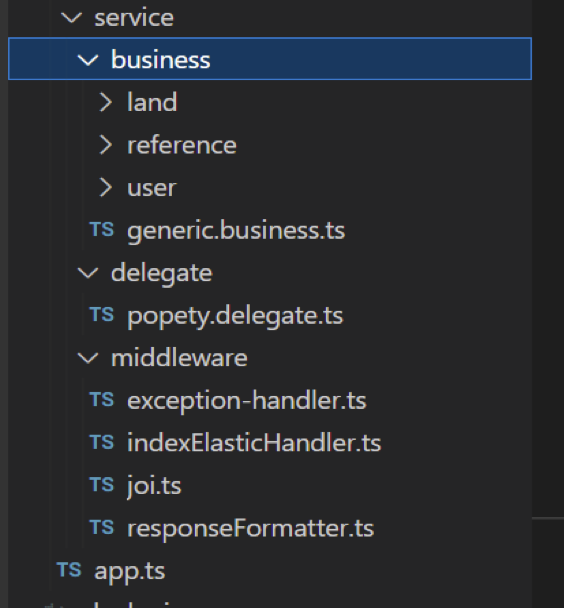 service
business
land
reference
user
TS generic.business.ts
delegate
TS popety.delegate.ts
middleware
TS exception-handler.ts
TS indexElasticHandler.ts
TS joi.ts
TS responseFormatter.ts
TS app.ts